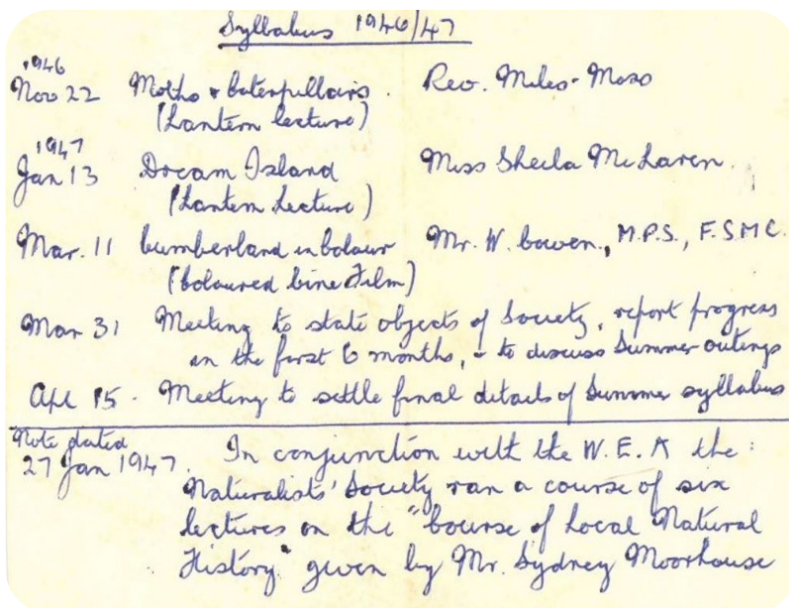 Syllabus 1946/47
1946
Nov 22 Moths & Caterpillars. Rev. Miles-Moss
(Lantern lecture)
1947
Jan 13 Dream Island Miss Sheila McLaren.
(Lantern Lecture)
Mar. 11 Cumberland in Colour Mr. W. Cowen., M.P.S., F.S.M.C.
(Coloured Cine Film)
Mar 31 Meeting to state objects of Society, report progress
in the first 6 months, & to discuss Summer outings
Apl 15. Meeting to settle final details of Summer syllabus
Note dated
27 Jan 1947. In conjunction with the W.E.A the
Naturalists' Society ran a course of six
lectures on the "Course of Local Natural
History" given by Mr. Sydney Moorhouse